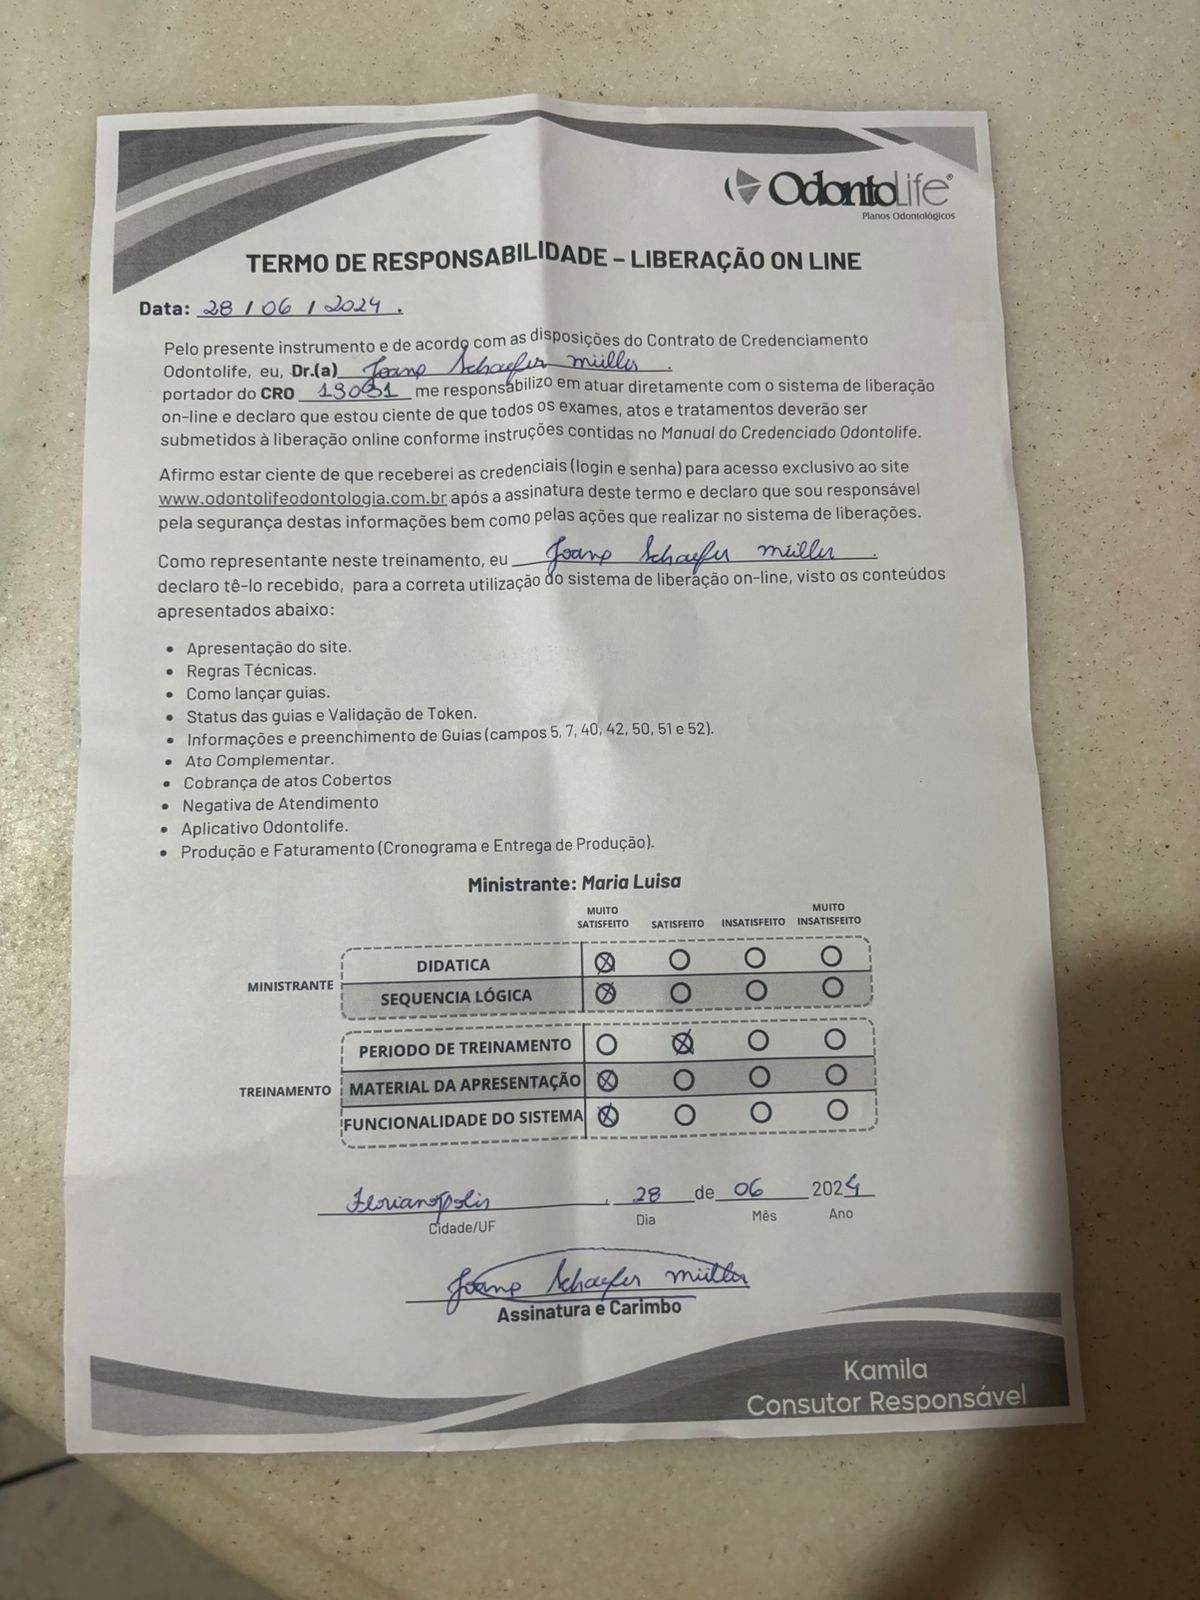 OdontoLife®
Planos Odontológicos
TERMO DE RESPONSABILIDADE – LIBERAÇÃO ON LINE
Data: 28 / 06 / 2024 .
Pelo presente instrumento e de acordo com as disposições do Contrato de Credenciamento
Odontolife, eu, Dr.(a) Joana Schaefer Müller .
portador do CRO me responsabilizo em atuar diretamente com o sistema de liberação
on-line e declaro que estou ciente de que todos os exames, atos e tratamentos deverão ser
submetidos à liberação online conforme instruções contidas no Manual do Credenciado Odontolife.
Afirmo estar ciente de que receberei as credenciais (login e senha) para acesso exclusivo ao site
www.odontolifeodontologia.com.br após a assinatura deste termo e declaro que sou responsável
pela segurança destas informações bem como pelas ações que realizar no sistema de liberações.
Como representante neste treinamento, eu Joana Schaefer Müller .
declaro tê-lo recebido, para a correta utilização do sistema de liberação on-line, visto os conteúdos
apresentados abaixo:
• Apresentação do site.
• Regras Técnicas.
• Como lançar guias.
• Status das guias e Validação de Token.
• Informações e preenchimento de Guias (campos 5, 7, 40, 42, 50, 51 e 52).
• Ato Complementar.
• Cobrança de atos Cobertos
• Negativa de Atendimento
• Aplicativo Odontolife.
• Produção e Faturamento (Cronograma e Entrega de Produção).
Ministrante: Maria Luisa
MUITO SATISFEITO SATISFEITO INSATISFEITO MUITO INSATISFEITO
MINISTRANTE
DIDATICA
SEQUENCIA LÓGICA
TREINAMENTO
PERIODO DE TREINAMENTO
MATERIAL DA APRESENTAÇÃO
FUNCIONALIDADE DO SISTEMA
Florianópolis , 28 de 06 2024
Cidade/UF Dia Mês Ano
Joana Schaefer Müller
Assinatura e Carimbo
Kamila
Consutor Responsável